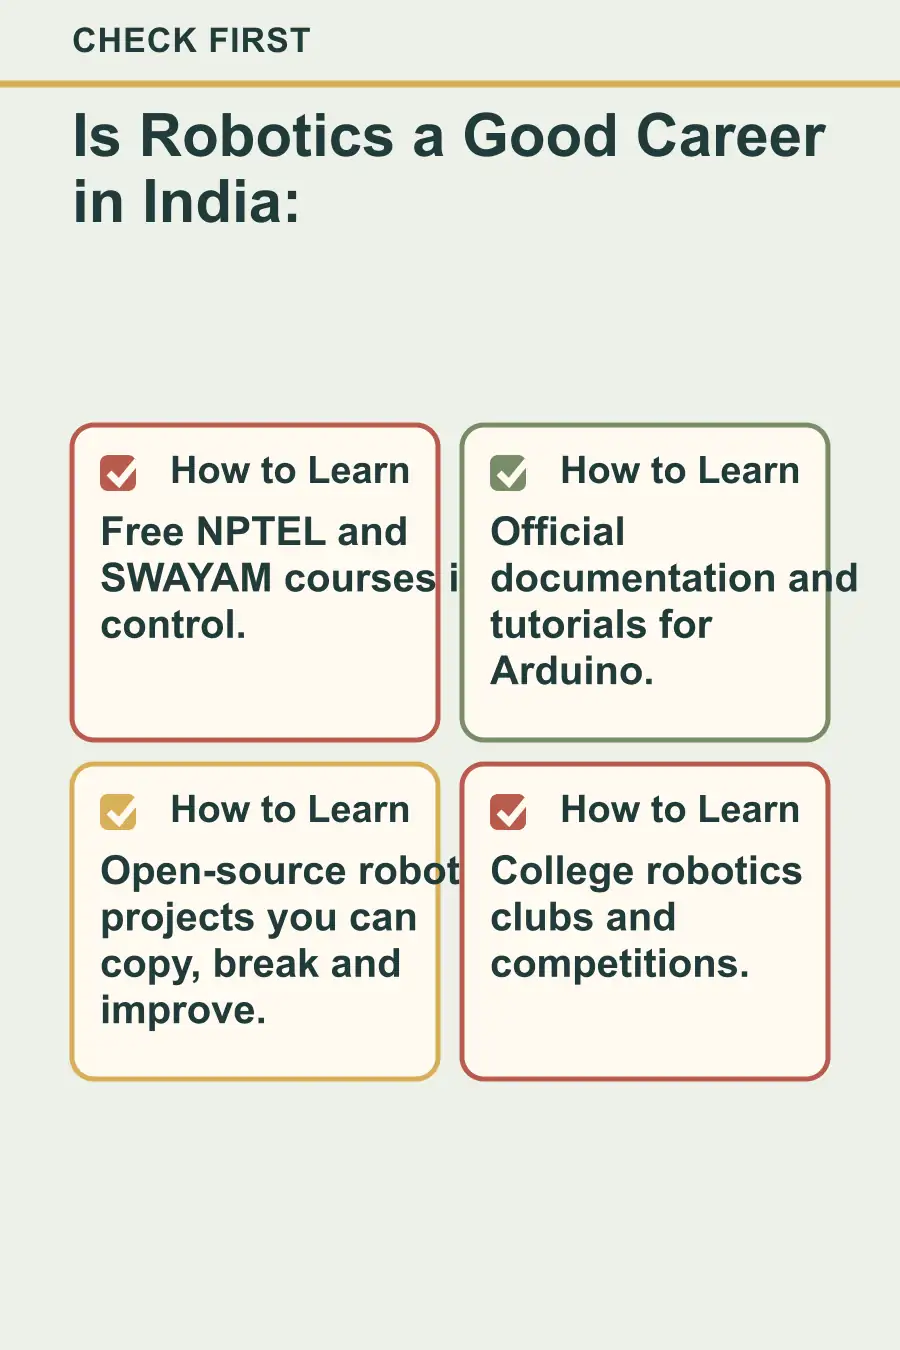 CHECK FIRST
Is Robotics a Good Career
in India:
How to Learn
Free NPTEL and
SWAYAM courses i
control.
How to Learn
Official
documentation and
tutorials for
Arduino.
How to Learn
Open-source robot
projects you can
copy, break and
improve.
How to Learn
College robotics
clubs and
competitions.